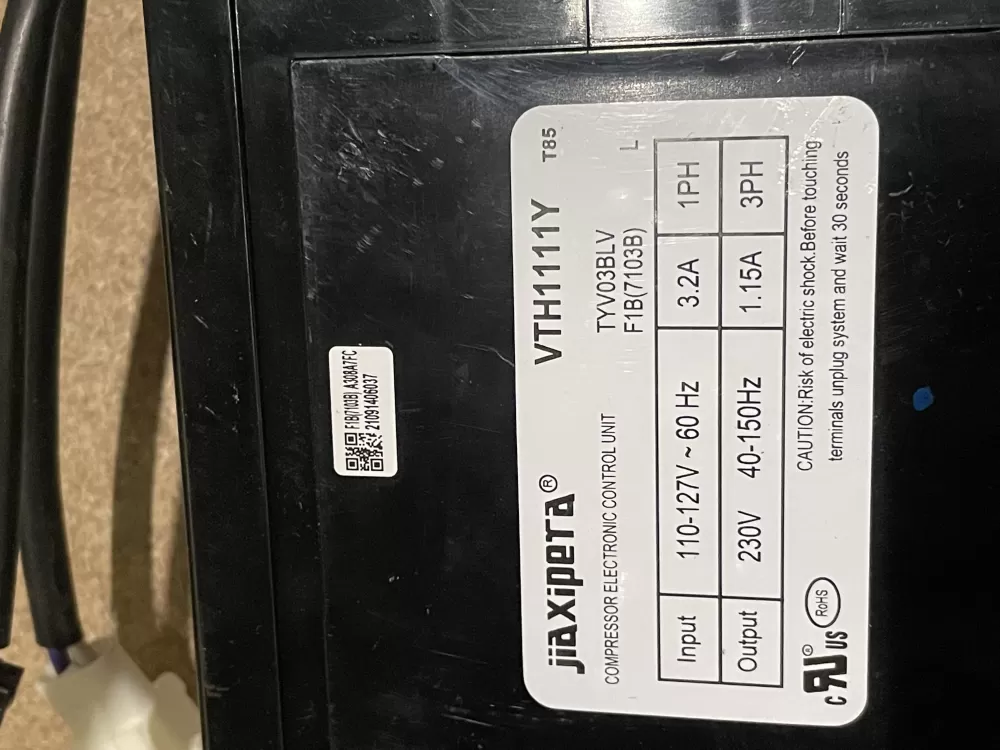 F1B(7103B) A308A7FC
21091406037
jiaxipera® VTH1111Y T85
COMPRESSOR ELECTRONIC CONTROL UNIT TYV03BLV
F1B(7103B) L
Input 110-127V ~ 60 Hz 3.2A 1PH
Output 230V 40-150Hz 1.15A 3PH
CAUTION:Risk of electric shock.Before touching
terminals unplug system and wait 30 seconds
c RU® US RoHS